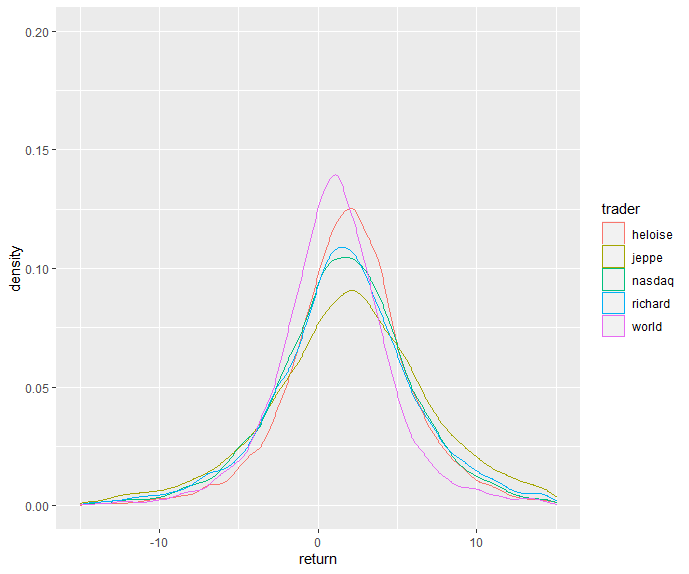 0.20
0.15
0.10
0.05
0.00
density
-10 0 10
return
trader
heloise
jeppe
nasdaq
richard
world